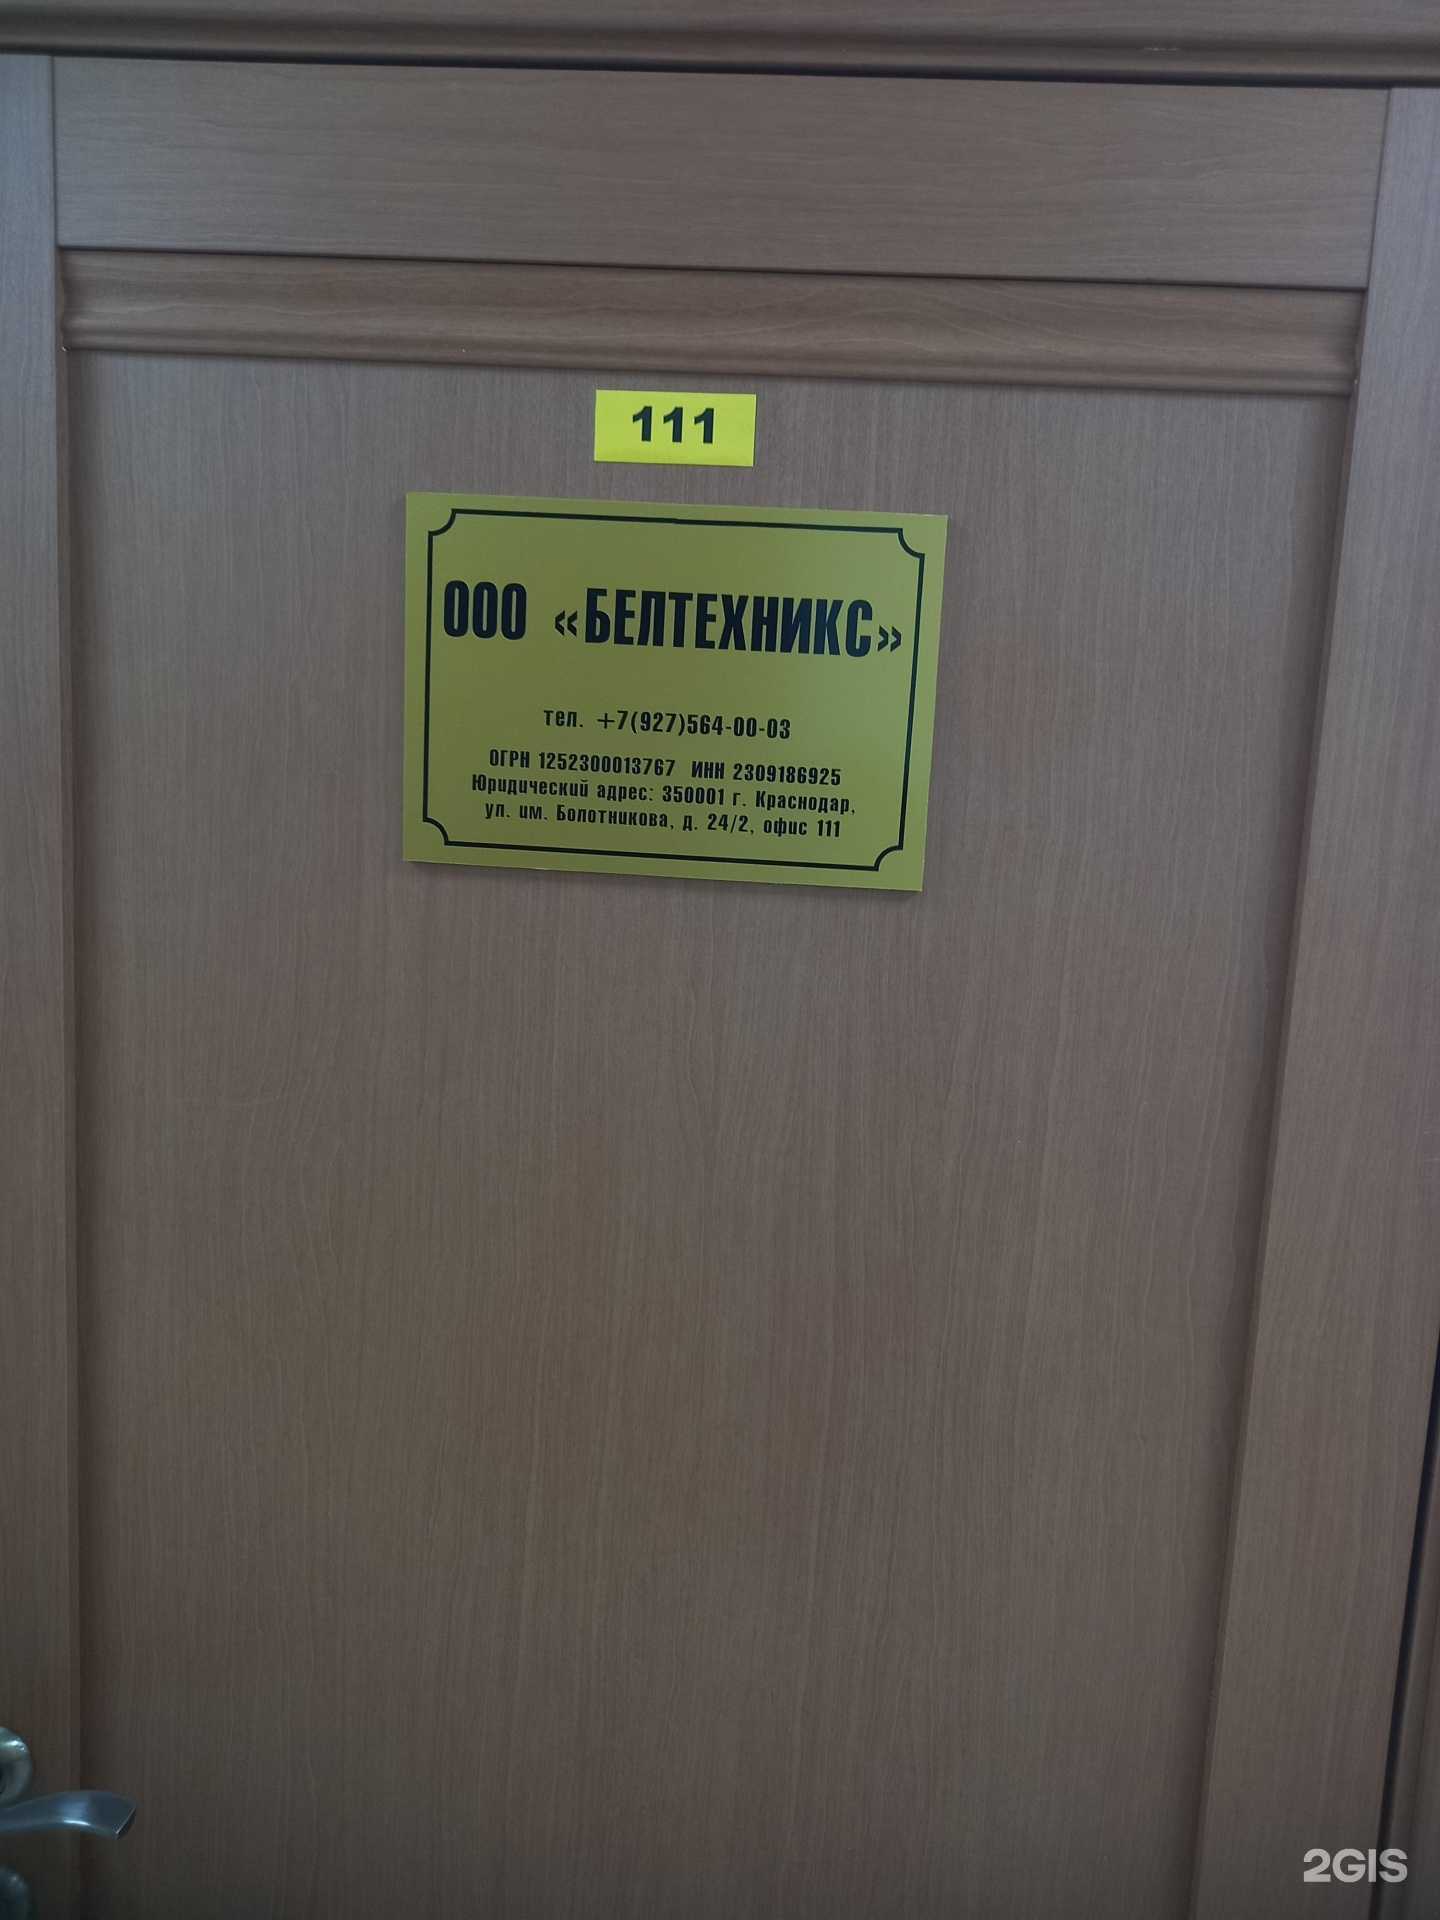 111
ООО «БЕЛТЕХНИКС»
тел. +7(927)564-00-03
ОГРН 1252300013767 ИНН 2309186925
Юридический адрес: 350001 г. Краснодар,
ул. им. Болотникова, д. 24/2, офис 111
2GIS